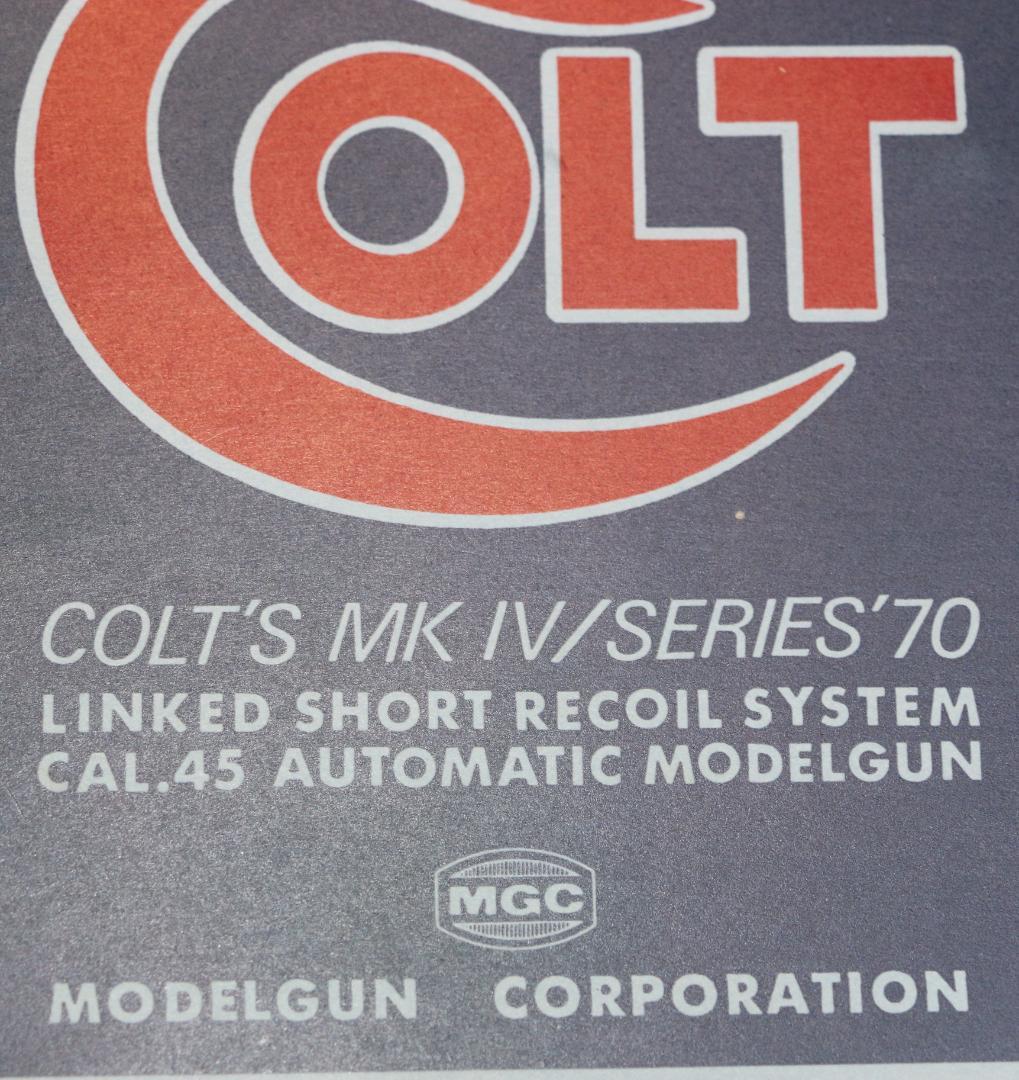 COLT
COLT'S MK IV/SERIES'70
LINKED SHORT RECOIL SYSTEM
CAL.45 AUTOMATIC MODELGUN
MGC
MODELGUN CORPORATION